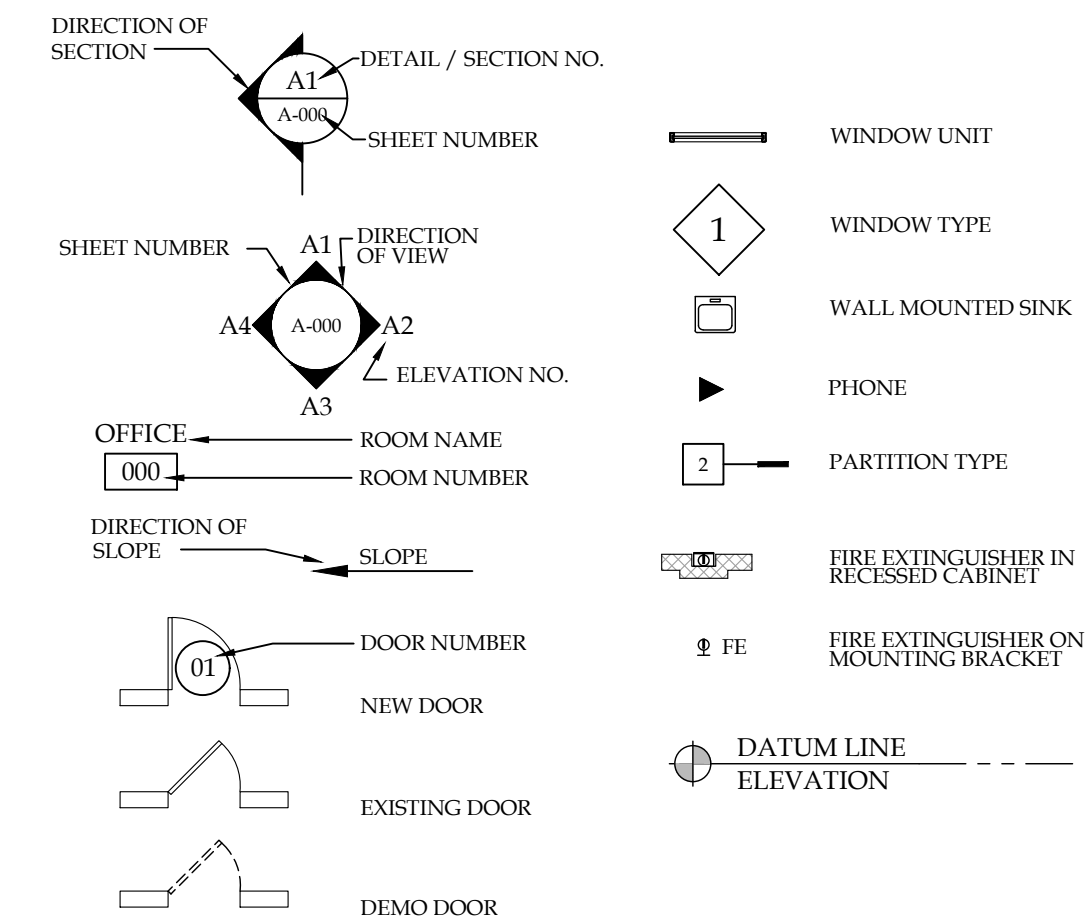 DIRECTION OF
SECTION
A1
A-000
DETAIL / SECTION NO.
SHEET NUMBER
SHEET NUMBER
A1
DIRECTION
OF VIEW
A4
A-000
A2
ELEVATION NO.
A3
OFFICE
ROOM NAME
000
ROOM NUMBER
DIRECTION OF
SLOPE
SLOPE
01
DOOR NUMBER
NEW DOOR
EXISTING DOOR
DEMO DOOR
WINDOW UNIT
1
WINDOW TYPE
WALL MOUNTED SINK
PHONE
2
PARTITION TYPE
FIRE EXTINGUISHER IN
RECESSED CABINET
FE
FIRE EXTINGUISHER ON
MOUNTING BRACKET
DATUM LINE
ELEVATION